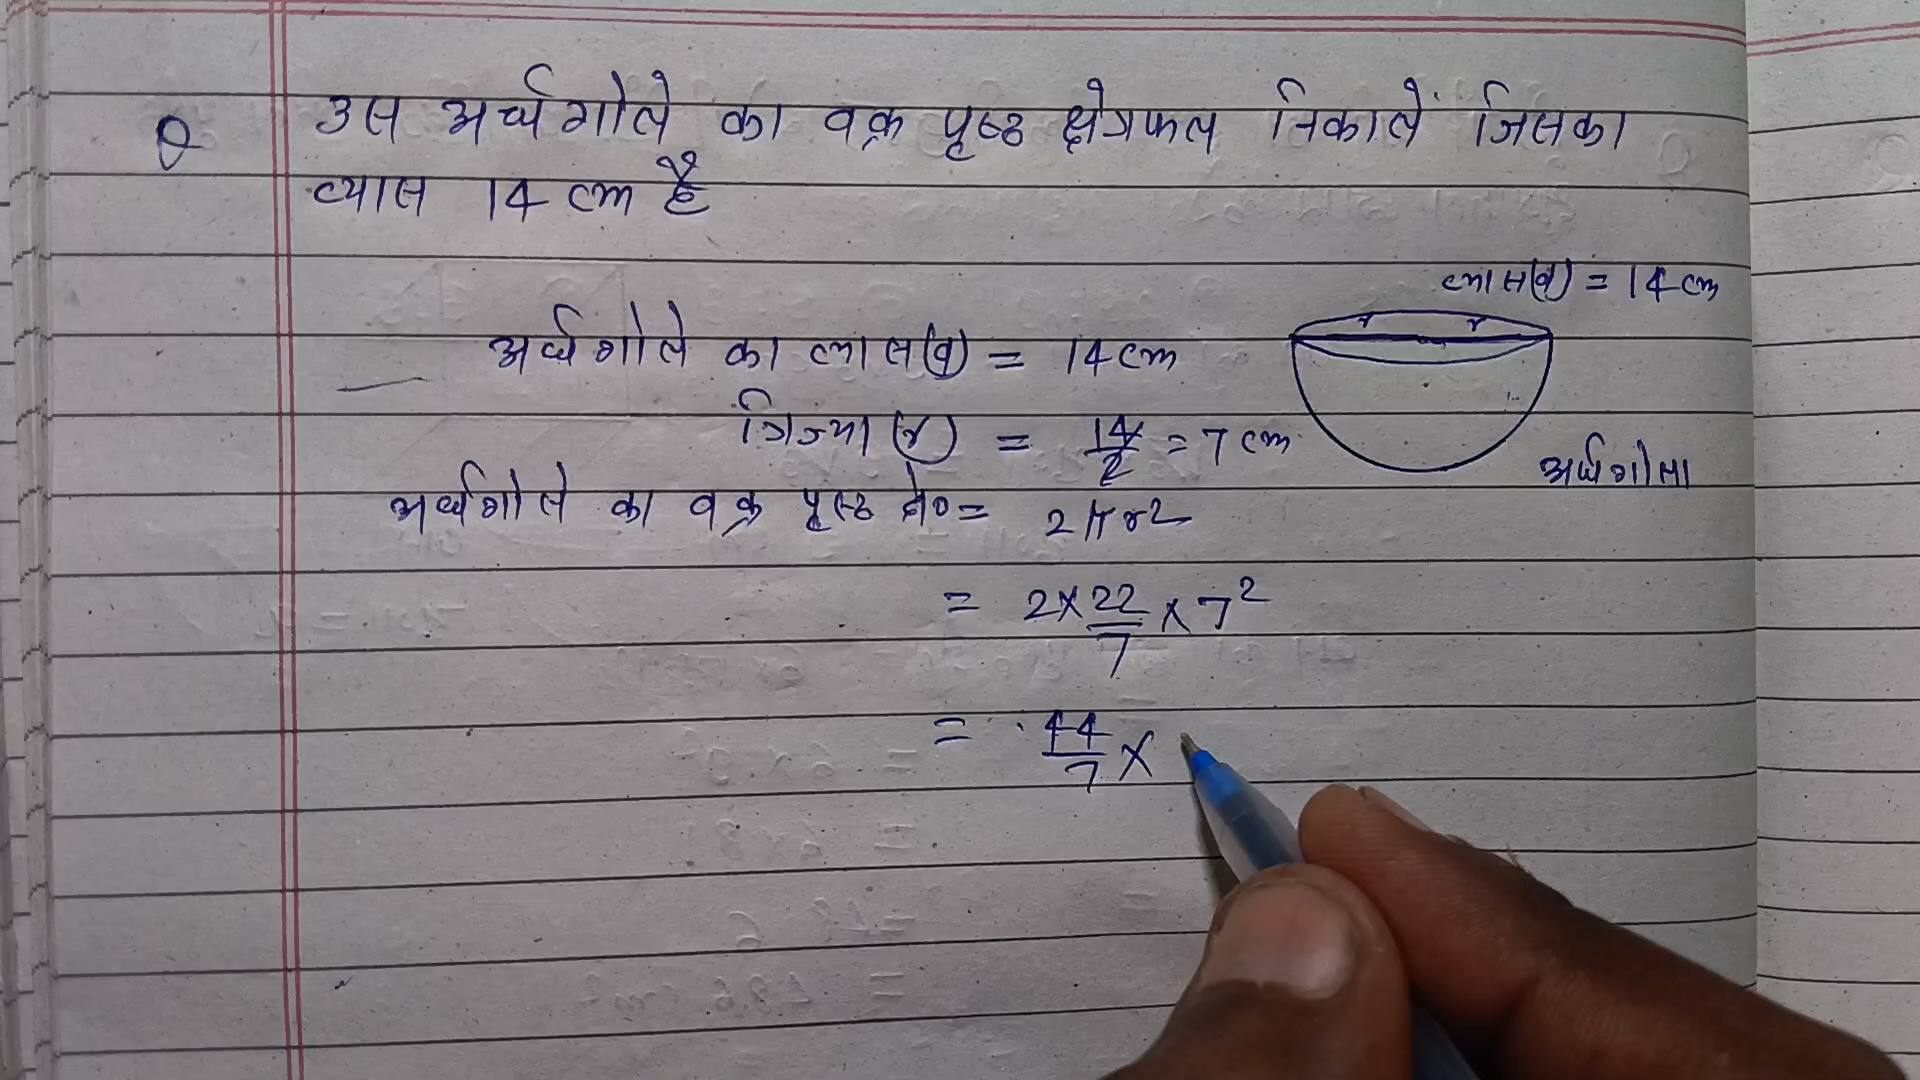 Q उस अर्धगोले का वक्र पृष्ठ क्षेत्रफल निकालें जिसका
व्यास 14 cm है
व्यास(d) = 14 cm
r r
अर्धगोले का व्यास(d) = 14 cm
त्रिज्या (r) = 14/2 = 7 cm
अर्धगोला
अर्धगोले का वक्र पृष्ठ क्षे० = 2πr2
= 2×22/7 × 7²
= 44/7 ×